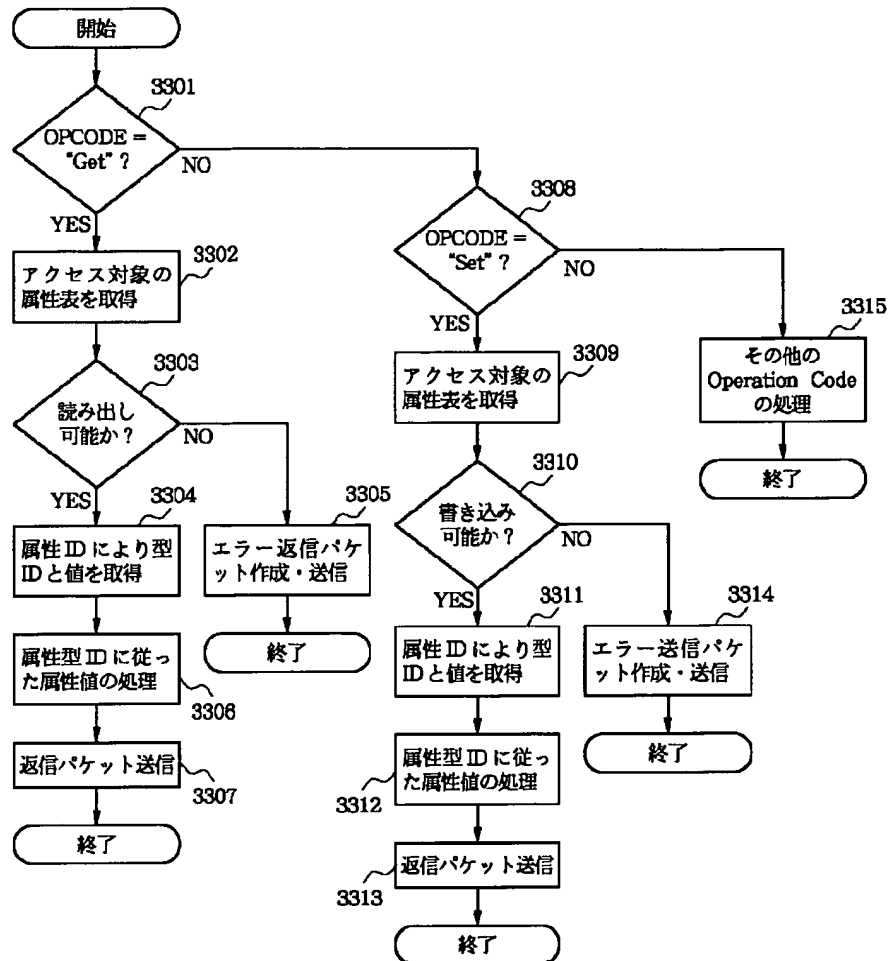 開始
3301
OPCODE =
“Get” ?
NO
YES
3302
アクセス対象の
属性表を取得
3303
読み出し
可能か?
NO
YES
3304
属性IDにより型
IDと値を取得
3305
エラー返信パケ
ット作成・送信
終了
属性型IDに従っ
た属性値の処理
3306
返信パケット送信
3307
終了
3308
OPCODE =
“Set” ?
NO
YES
3309
アクセス対象の
属性表を取得
3310
書き込み
可能か?
NO
YES
3311
属性IDにより型
IDと値を取得
3314
エラー送信パケ
ット作成・送信
終了
属性型IDに従っ
た属性値の処理
3312
返信パケット送信
3313
終了
3315
その他の
Operation Code
の処理
終了